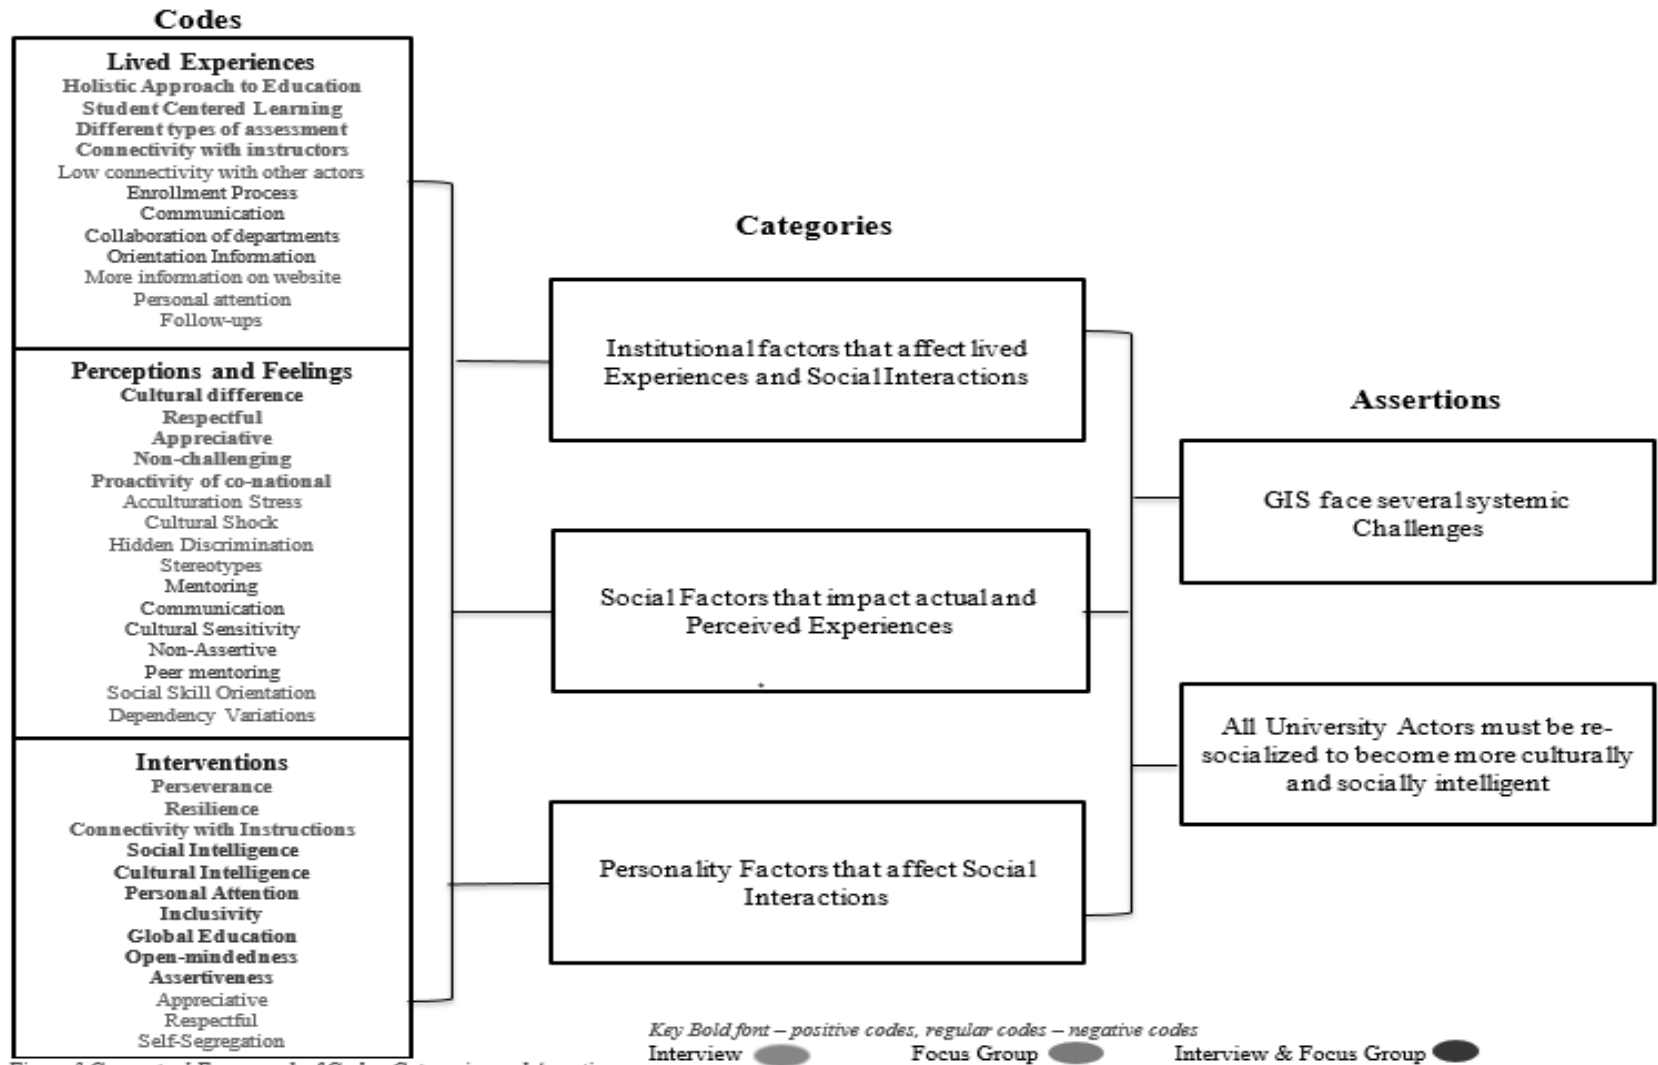 Codes
Lived Experiences
Holistic Approach to Education
Student Centered Learning
Different types of assessment
Connectivity with instructors
Low connectivity with other actors
Enrollment Process
Communication
Collaboration of departments
Orientation Information
More information on website
Personal attention
Follow-ups
Perceptions and Feelings
Cultural difference
Respectful
Appreciative
Non-challenging
Proactivity of co-national
Acculturation Stress
Cultural Shock
Hidden Discrimination
Stereotypes
Mentoring
Communication
Cultural Sensitivity
Non-Assertive
Peer mentoring
Social Skill Orientation
Dependency Variations
Interventions
Perseverance
Resilience
Connectivity with Instructions
Social Intelligence
Cultural Intelligence
Personal Attention
Inclusivity
Global Education
Open-mindedness
Assertiveness
Appreciative
Respectful
Self-Segregation
Categories
Institutional factors that affect lived
Experiences and Social Interactions
Social Factors that impact actual and
Perceived Experiences
Personality Factors that affect Social
Interactions
Assertions
GIS face several systemic
Challenges
All University Actors must be re-
socialized to become more culturally
and socially intelligent
Key Bold font – positive codes, regular codes – negative codes
Interview Focus Group Interview & Focus Group